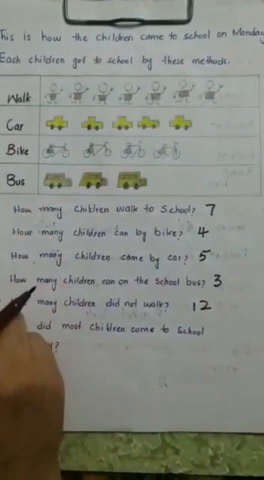 This is how the children came to school on Monday
Each children got to school by these methods.
Walk
Car
Bike
Bus
How many children walk to school? 7
How many children can by bike? 4
How many children came by car? 5
How many children ran on the school bus? 3
many children did not walk? 12
did most children come to school
?